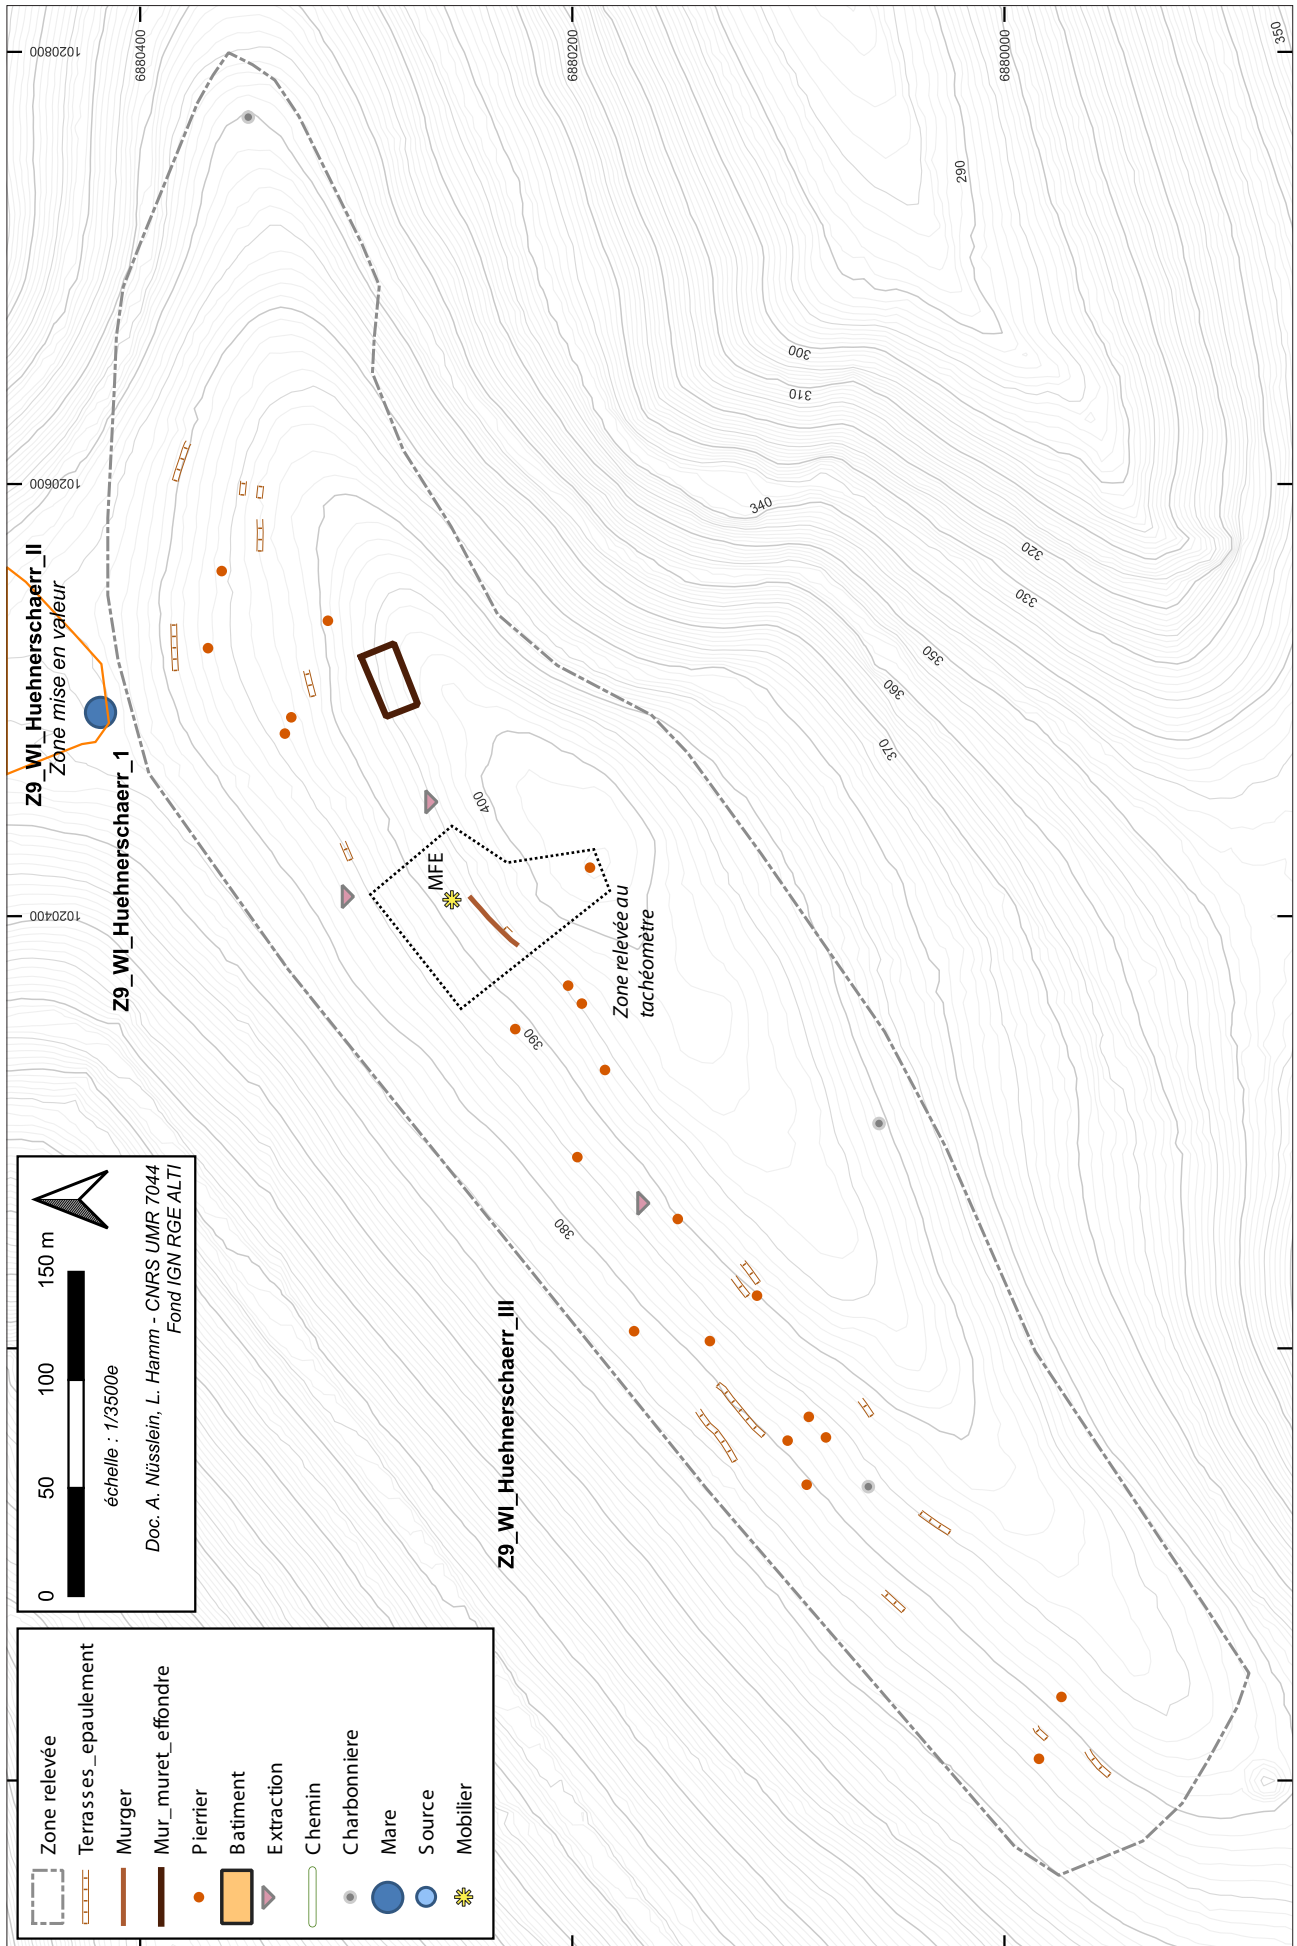 Zone relevée
Terrasses_epaulement
Murger
Mur_muret_effondre
Pierrier
Batiment
Extraction
Chemin
Charbonniere
Mare
Source
Mobilier
0 50 100 150 m
échelle : 1/3500e
Doc. A. Nüsslein, L. Hamm - CNRS UMR 7044
Fond IGN RGE ALTI
Z9_WI_Huehnerschaerr_II
Zone mise en valeur
Z9_WI_Huehnerschaerr_1
Z9_WI_Huehnerschaerr_III
MFE
Zone relevée au
tachéomètre
1020400
1020600
1020800
6880400
6880200
6880000
380
390
400
370
360
350
340
330
320
310
300
290
350